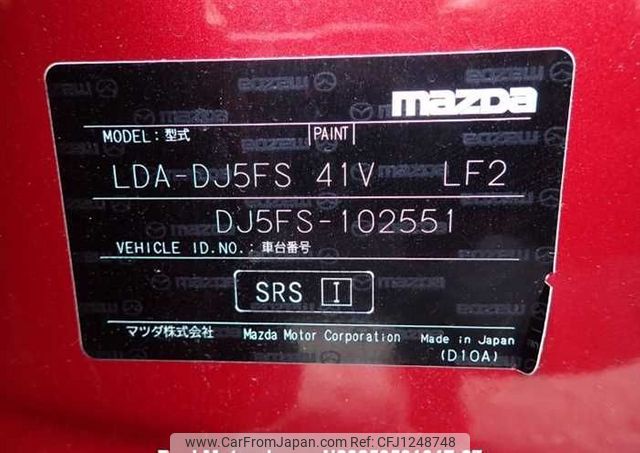 mazda
MODEL: 型式 PAINT
LDA-DJ5FS 41V LF2
DJ5FS-102551
VEHICLE ID.NO.: 車台番号
SRS I
マツダ株式会社 Mazda Motor Corporation Made in Japan
(D10A)
www.CarFromJapan.com ID CFJ1248748